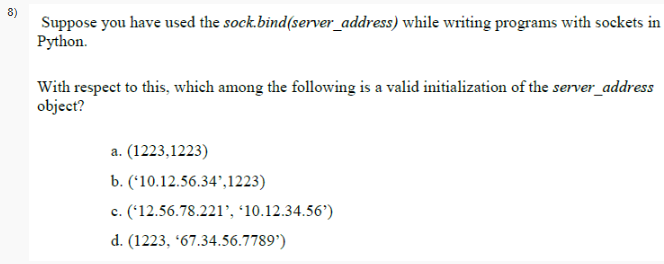 8)
Suppose you have used the sock.bind(server_address) while writing programs with sockets in
Python.
With respect to this, which among the following is a valid initialization of the server_address
object?
a. (1223,1223)
b. (‘10.12.56.34’,1223)
c. (‘12.56.78.221’, ‘10.12.34.56’)
d. (1223, ‘67.34.56.7789’)